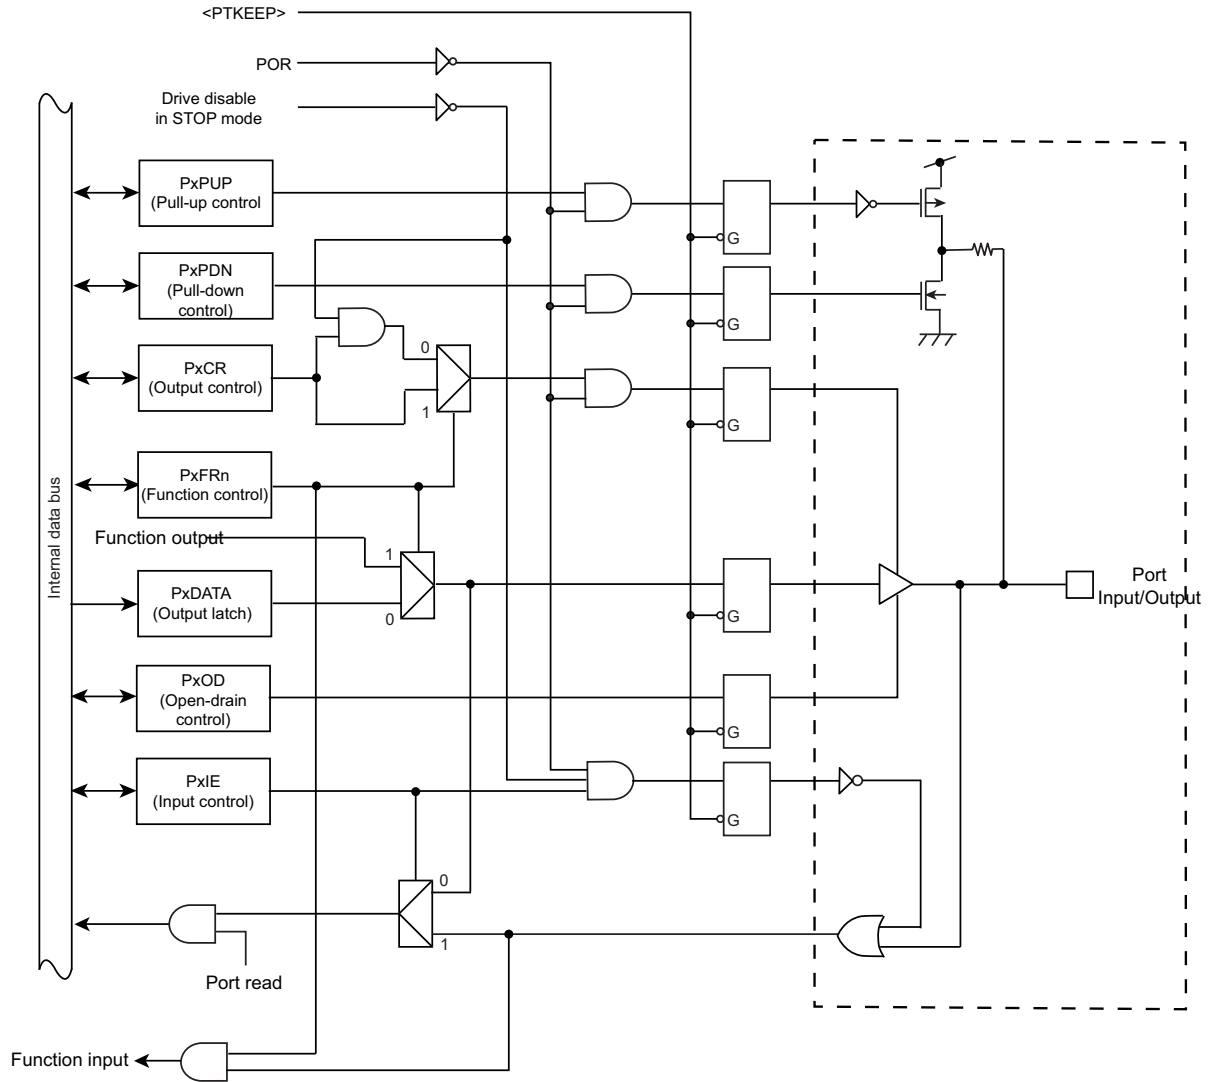 <PTKEEP>
POR
Drive disable
in STOP mode
PxPUP
(Pull-up control
G
PxPDN
(Pull-down
control)
G
PxCR
(Output control)
0
1
G
PxFRn
(Function control)
Internal data bus
Function output
1
PxDATA
(Output latch)
0
G
Port
Input/Output
PxOD
(Open-drain
control)
G
PxIE
(Input control)
G
0
1
Port read
Function input